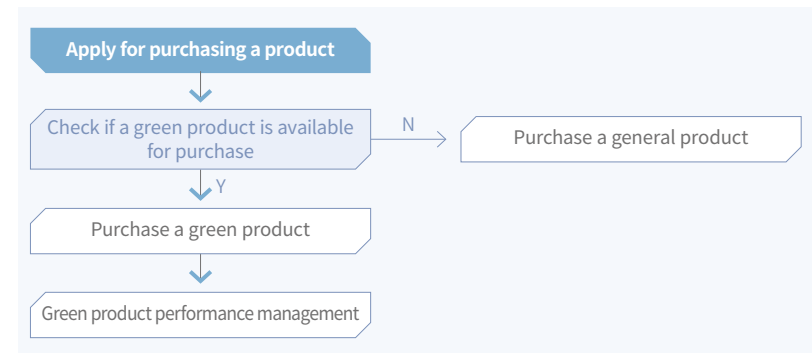 Apply for purchasing a product
Check if a green product is available
for purchase
N
Purchase a general product
Y
Purchase a green product
Green product performance management